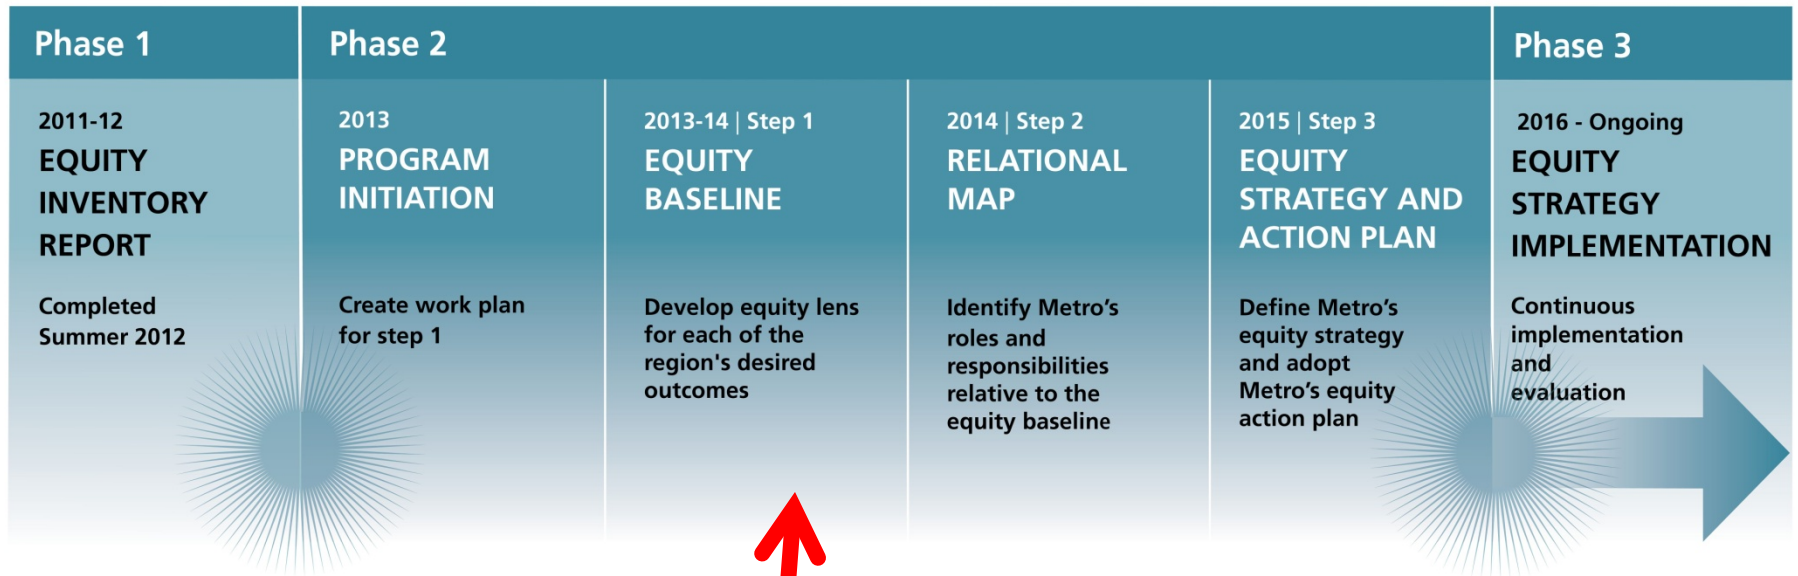 Phase 1
2011-12
EQUITY
INVENTORY
REPORT
Completed
Summer 2012
Phase 2
2013
PROGRAM
INITIATION
Create work plan
for step 1
2013-14 | Step 1
EQUITY
BASELINE
Develop equity lens
for each of the
region's desired
outcomes
2014 | Step 2
RELATIONAL
MAP
Identify Metro’s
roles and
responsibilities
relative to the
equity baseline
2015 | Step 3
EQUITY
STRATEGY AND
ACTION PLAN
Define Metro’s
equity strategy
and adopt
Metro’s equity
action plan
Phase 3
2016 - Ongoing
EQUITY
STRATEGY
IMPLEMENTATION
Continuous
implementation
and
evaluation